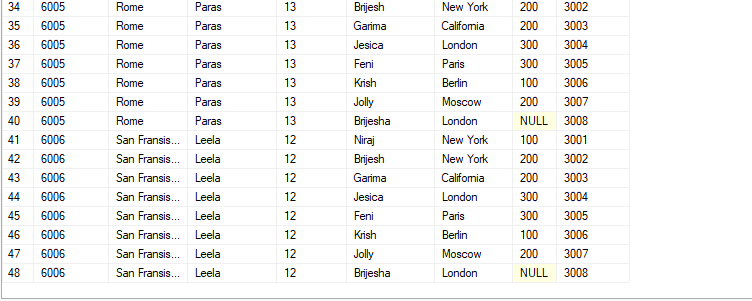 34 6005 Rome Paras 13 Brijesh New York 200 3002
35 6005 Rome Paras 13 Garima California 200 3003
36 6005 Rome Paras 13 Jesica London 300 3004
37 6005 Rome Paras 13 Feni Paris 300 3005
38 6005 Rome Paras 13 Krish Berlin 100 3006
39 6005 Rome Paras 13 Jolly Moscow 200 3007
40 6005 Rome Paras 13 Brijesha London NULL 3008
41 6006 San Fransis... Leela 12 Niraj New York 100 3001
42 6006 San Fransis... Leela 12 Brijesh New York 200 3002
43 6006 San Fransis... Leela 12 Garima California 200 3003
44 6006 San Fransis... Leela 12 Jesica London 300 3004
45 6006 San Fransis... Leela 12 Feni Paris 300 3005
46 6006 San Fransis... Leela 12 Krish Berlin 100 3006
47 6006 San Fransis... Leela 12 Jolly Moscow 200 3007
48 6006 San Fransis... Leela 12 Brijesha London NULL 3008